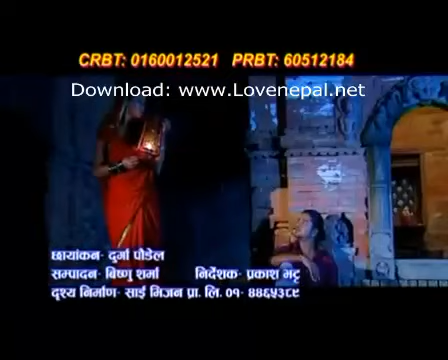 CRBT: 0160012521 PRBT: 60512184
Download: www.Lovenepal.net
छायांकन- दुर्गा पौडेल
सम्पादन- बिष्णु शर्मा निर्देशक- प्रकाश भट्ट
दृश्य निर्माण- साईं मिजन प्रा. लि. ०१- ४४६५३८९